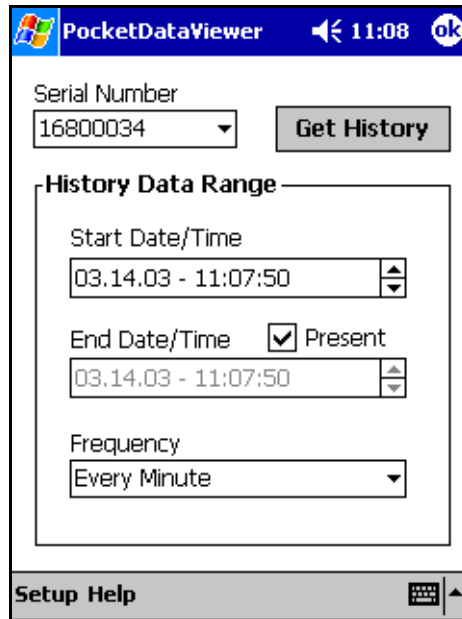 PocketDataViewer 11:08 ok
Serial Number
16800034 Get History
History Data Range
Start Date/Time
03.14.03 - 11:07:50
End Date/Time Present
03.14.03 - 11:07:50
Frequency
Every Minute
Setup Help